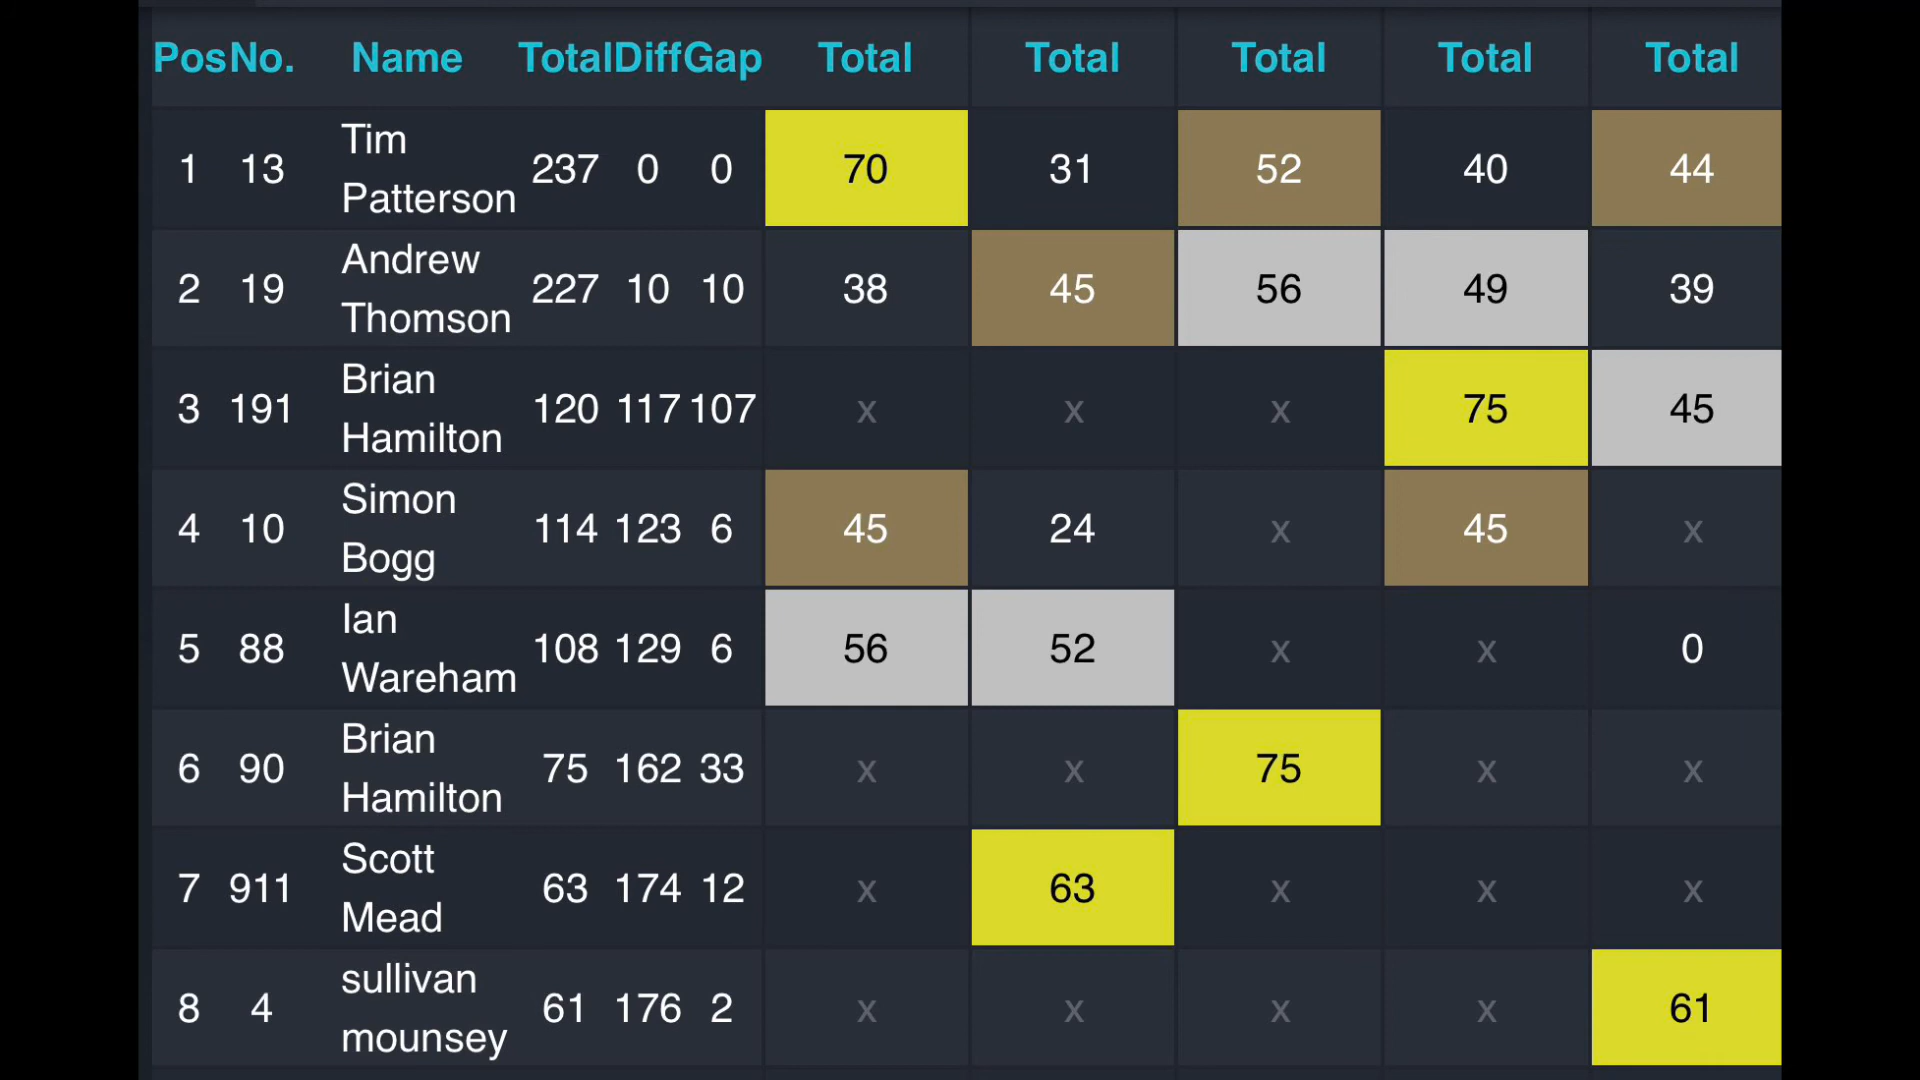 Pos No. Name Total Diff Gap Total Total Total Total Total
1 13 Tim Patterson 237 0 0 70 31 52 40 44
2 19 Andrew Thomson 227 10 10 38 45 56 49 39
3 191 Brian Hamilton 120 117 107 x x x 75 45
4 10 Simon Bogg 114 123 6 45 24 x 45 x
5 88 Ian Wareham 108 129 6 56 52 x x 0
6 90 Brian Hamilton 75 162 33 x x 75 x x
7 911 Scott Mead 63 174 12 x 63 x x x
8 4 sullivan mounsey 61 176 2 x x x x 61